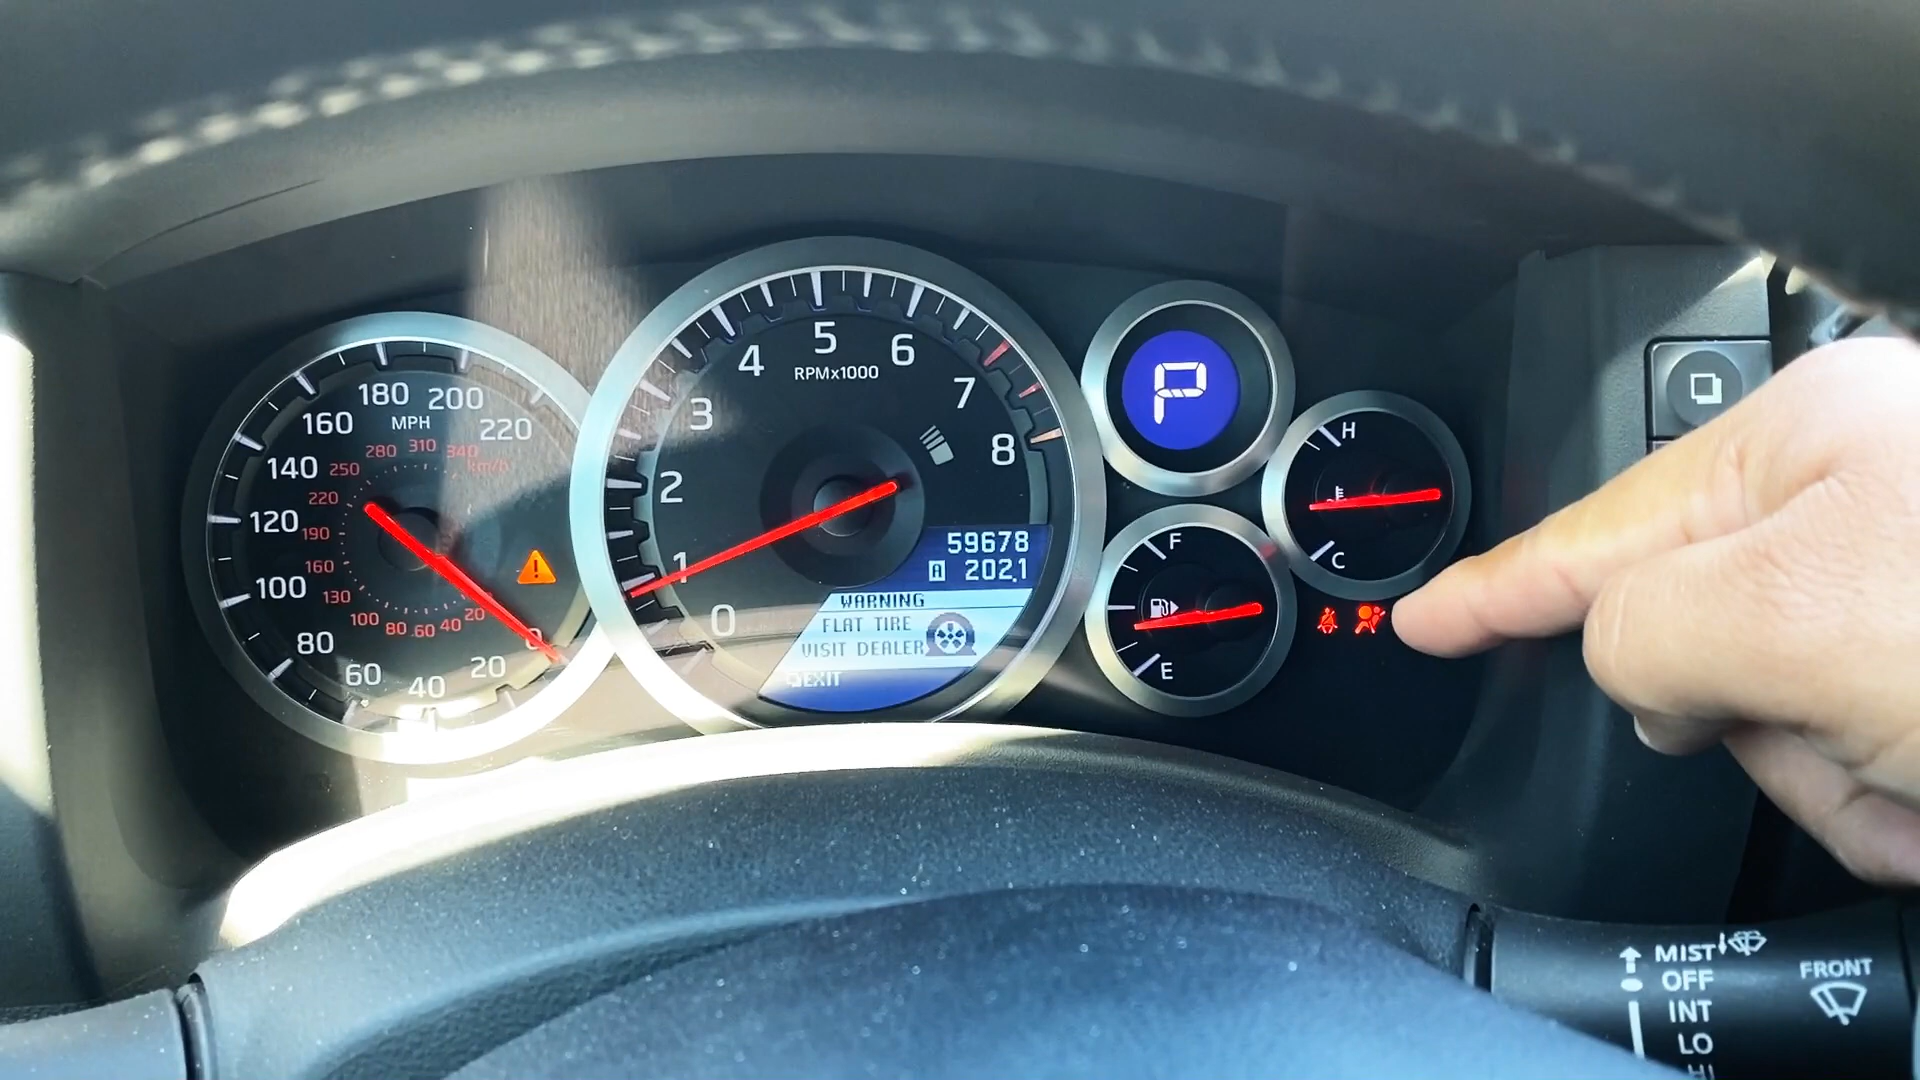 180
200
160
MPH
220
140
120
100
80
60
40
20
280
310
340
km/h
250
220
190
160
130
100
80
60
40
20
0
5
4
6
RPMx1000
3
7
2
8
1
0
59678
A 202.1
WARNING
FLAT TIRE
VISIT DEALER
EXIT
P
H
C
F
E
MIST
OFF
INT
LO
HI
FRONT